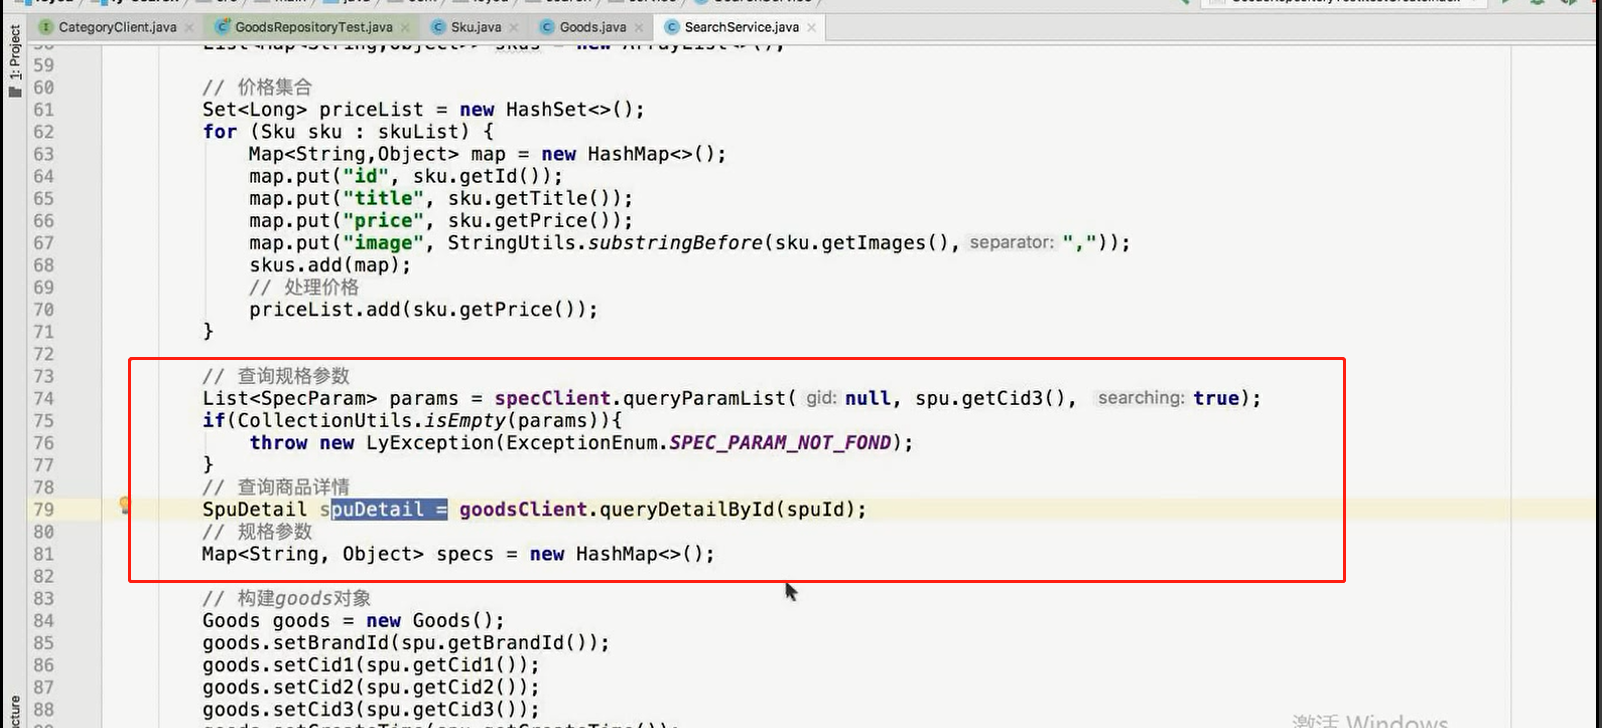 CategoryClient.java GoodsRepositoryTest.java Sku.java Goods.java SearchService.java
1: Project
59
60 // 价格集合
61 Set<Long> priceList = new HashSet<>();
62 for (Sku sku : skuList) {
63 Map<String,Object> map = new HashMap<>();
64 map.put("id", sku.getId());
65 map.put("title", sku.getTitle());
66 map.put("price", sku.getPrice());
67 map.put("image", StringUtils.substringBefore(sku.getImages(), separator: ","));
68 skus.add(map);
69 // 处理价格
70 priceList.add(sku.getPrice());
71 }
72
73 // 查询规格参数
74 List<SpecParam> params = specClient.queryParamList( gid: null, spu.getCid3(), searching: true);
75 if(CollectionUtils.isEmpty(params)){
76 throw new LyException(ExceptionEnum.SPEC_PARAM_NOT_FOND);
77 }
78 // 查询商品详情
79 SpuDetail spuDetail = goodsClient.queryDetailById(spuId);
80 // 规格参数
81 Map<String, Object> specs = new HashMap<>();
82
83 // 构建goods对象
84 Goods goods = new Goods();
85 goods.setBrandId(spu.getBrandId());
86 goods.setCid1(spu.getCid1());
87 goods.setCid2(spu.getCid2());
88 goods.setCid3(spu.getCid3());
激活 Windows